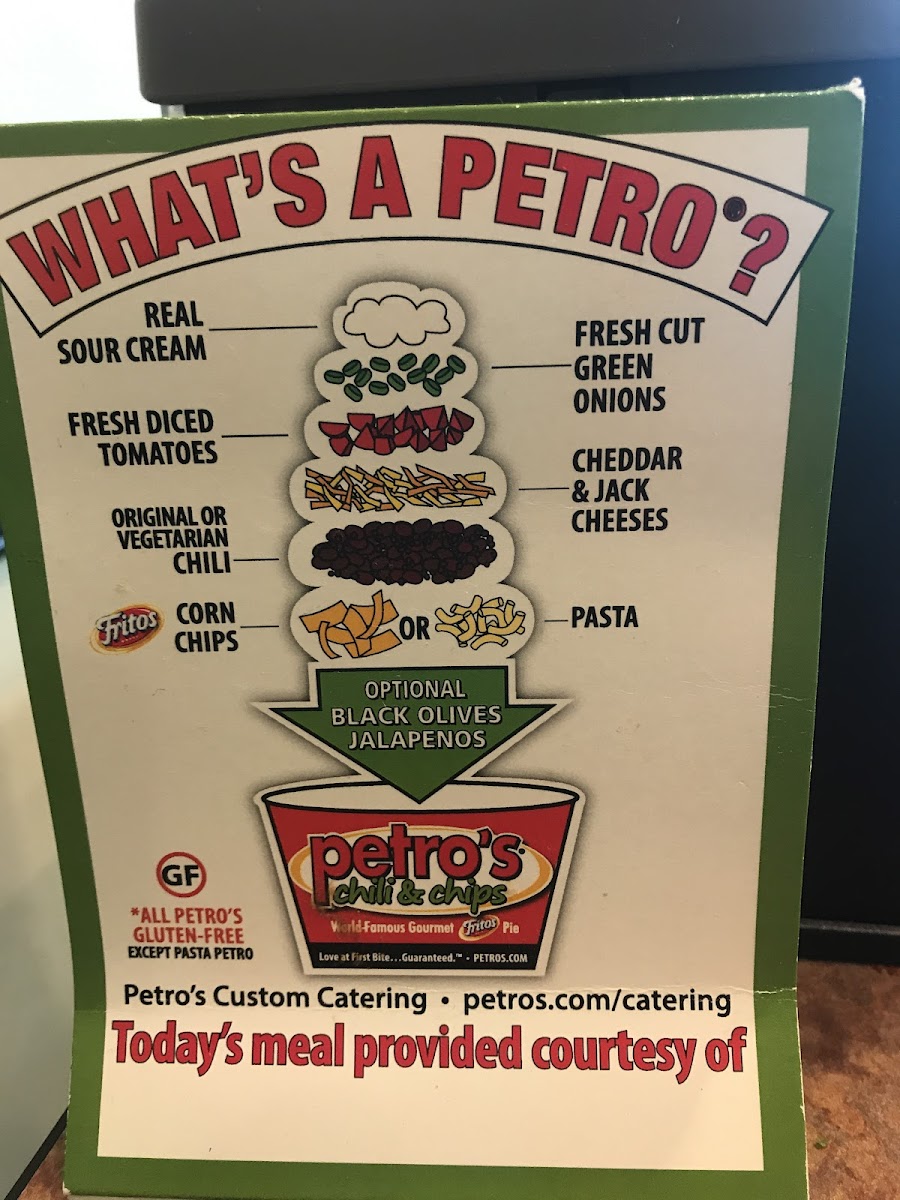 WHAT'S A PETRO®?
REAL
SOUR CREAM
FRESH CUT
GREEN
ONIONS
FRESH DICED
TOMATOES
CHEDDAR
& JACK
CHEESES
ORIGINAL OR
VEGETARIAN
CHILI
Fritos
CORN
CHIPS
OR
PASTA
OPTIONAL
BLACK OLIVES
JALAPENOS
petro's
chili & chips
World-Famous Gourmet Fritos Pie
Love at First Bite...Guaranteed.™ • PETROS.COM
GF
*ALL PETRO'S
GLUTEN-FREE
EXCEPT PASTA PETRO
Petro's Custom Catering • petros.com/catering
Today's meal provided courtesy of